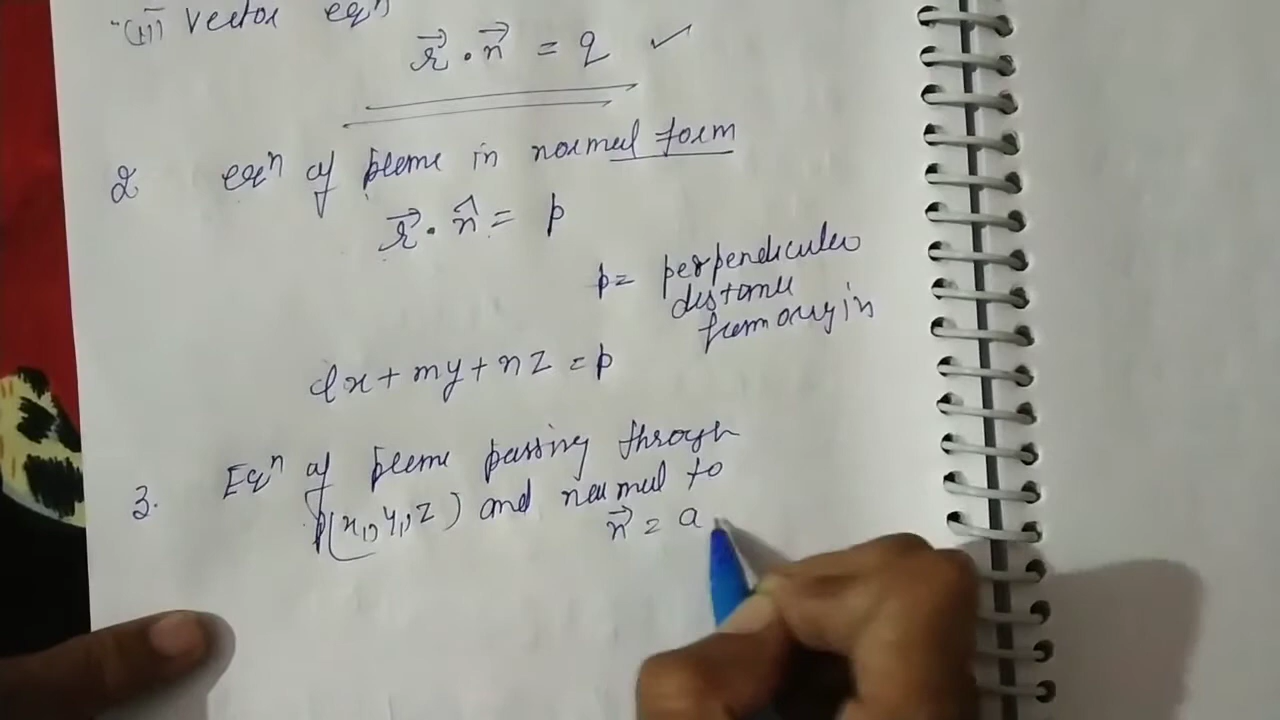 (ii) Vector eqⁿ
r⃗ . n⃗ = q ✓
2 eqⁿ of plane in normal form
r⃗ . n̂ = p
p = perpendicular
distance
from origin
lx + my + nz = p
3. Eqⁿ of plane passing through
P(x₁, y₁, z) and normal to
n⃗ = a